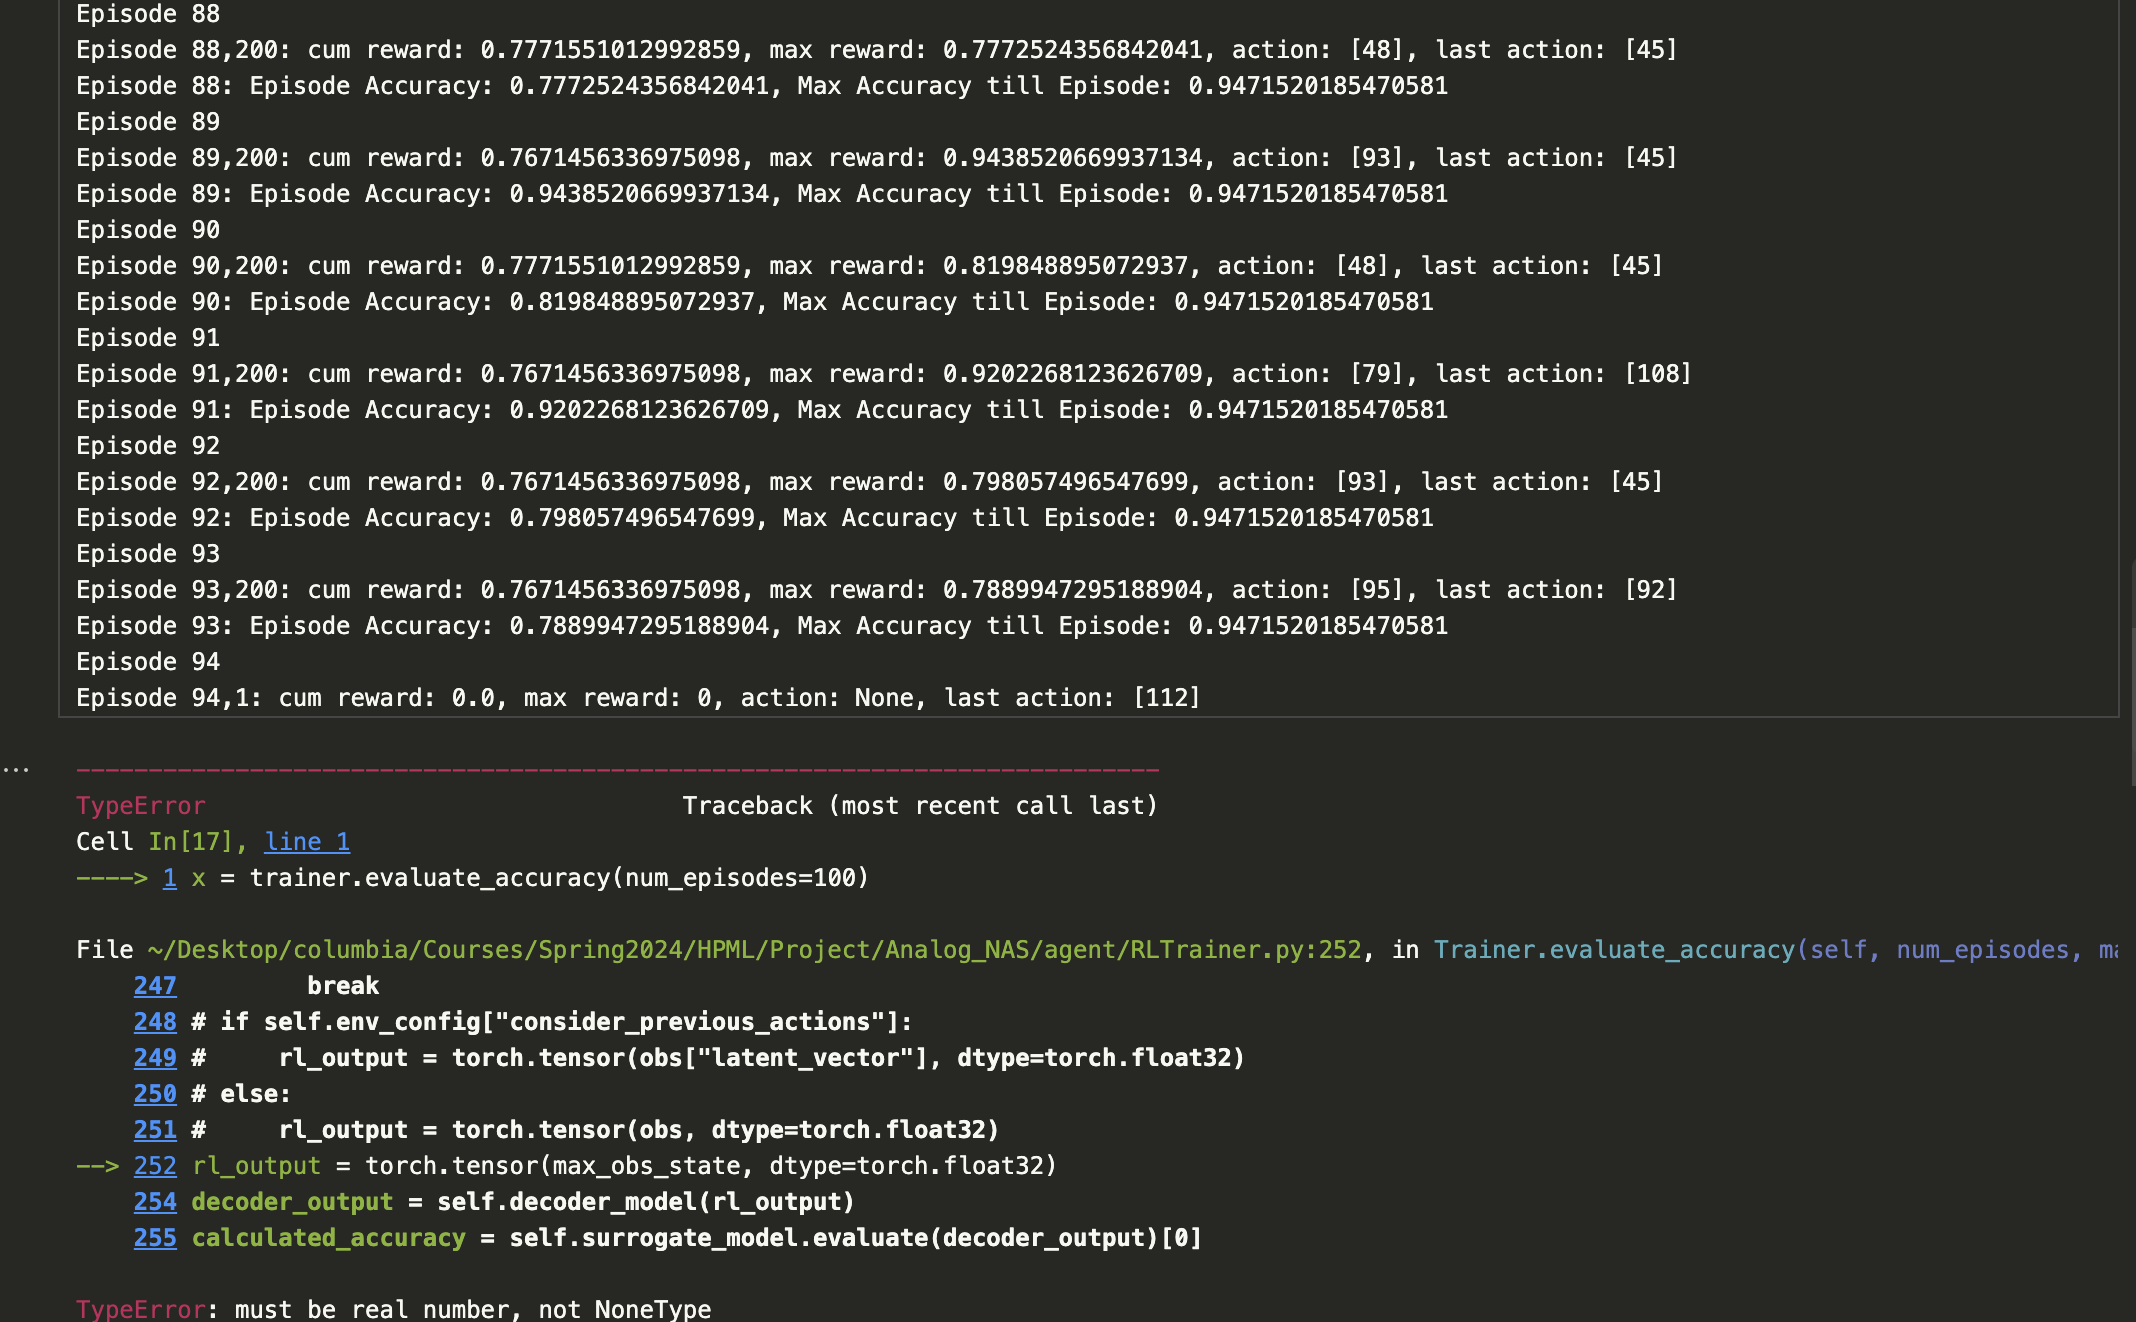 Episode 88
Episode 88,200: cum reward: 0.7771551012992859, max reward: 0.7772524356842041, action: [48], last action: [45]
Episode 88: Episode Accuracy: 0.7772524356842041, Max Accuracy till Episode: 0.9471520185470581
Episode 89
Episode 89,200: cum reward: 0.7671456336975098, max reward: 0.9438520669937134, action: [93], last action: [45]
Episode 89: Episode Accuracy: 0.9438520669937134, Max Accuracy till Episode: 0.9471520185470581
Episode 90
Episode 90,200: cum reward: 0.7771551012992859, max reward: 0.819848895072937, action: [48], last action: [45]
Episode 90: Episode Accuracy: 0.819848895072937, Max Accuracy till Episode: 0.9471520185470581
Episode 91
Episode 91,200: cum reward: 0.7671456336975098, max reward: 0.9202268123626709, action: [79], last action: [108]
Episode 91: Episode Accuracy: 0.9202268123626709, Max Accuracy till Episode: 0.9471520185470581
Episode 92
Episode 92,200: cum reward: 0.7671456336975098, max reward: 0.798057496547699, action: [93], last action: [45]
Episode 92: Episode Accuracy: 0.798057496547699, Max Accuracy till Episode: 0.9471520185470581
Episode 93
Episode 93,200: cum reward: 0.7671456336975098, max reward: 0.7889947295188904, action: [95], last action: [92]
Episode 93: Episode Accuracy: 0.7889947295188904, Max Accuracy till Episode: 0.9471520185470581
Episode 94
Episode 94,1: cum reward: 0.0, max reward: 0, action: None, last action: [112]
...
---------------------------------------------------------------------------
TypeError                                 Traceback (most recent call last)
Cell In[17], line 1
----> 1 x = trainer.evaluate_accuracy(num_episodes=100)
File ~/Desktop/columbia/Courses/Spring2024/HPML/Project/Analog_NAS/agent/RLTrainer.py:252, in Trainer.evaluate_accuracy(self, num_episodes, ma
    247         break
    248 # if self.env_config["consider_previous_actions"]:
    249 #     rl_output = torch.tensor(obs["latent_vector"], dtype=torch.float32)
    250 # else:
    251 #     rl_output = torch.tensor(obs, dtype=torch.float32)
--> 252 rl_output = torch.tensor(max_obs_state, dtype=torch.float32)
    254 decoder_output = self.decoder_model(rl_output)
    255 calculated_accuracy = self.surrogate_model.evaluate(decoder_output)[0]
TypeError: must be real number, not NoneType